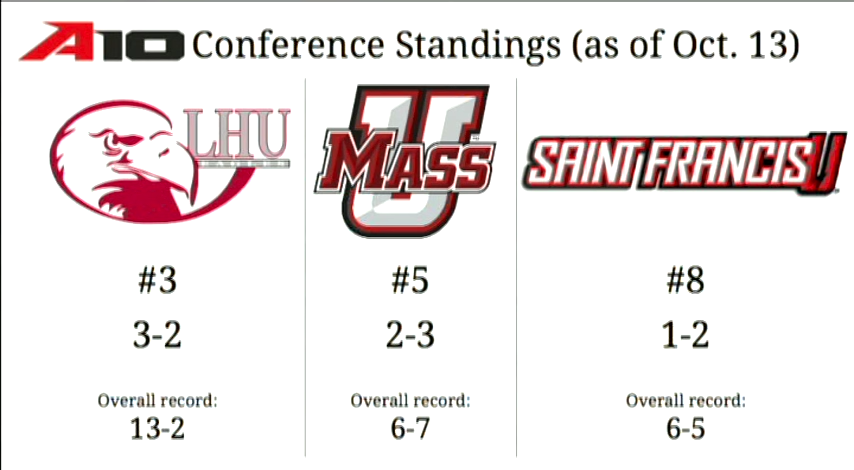 A10 Conference Standings (as of Oct. 13)
LHU
U
MASS
SAINT FRANCIS U
#3
#5
#8
3-2
2-3
1-2
Overall record:
Overall record:
Overall record:
13-2
6-7
6-5